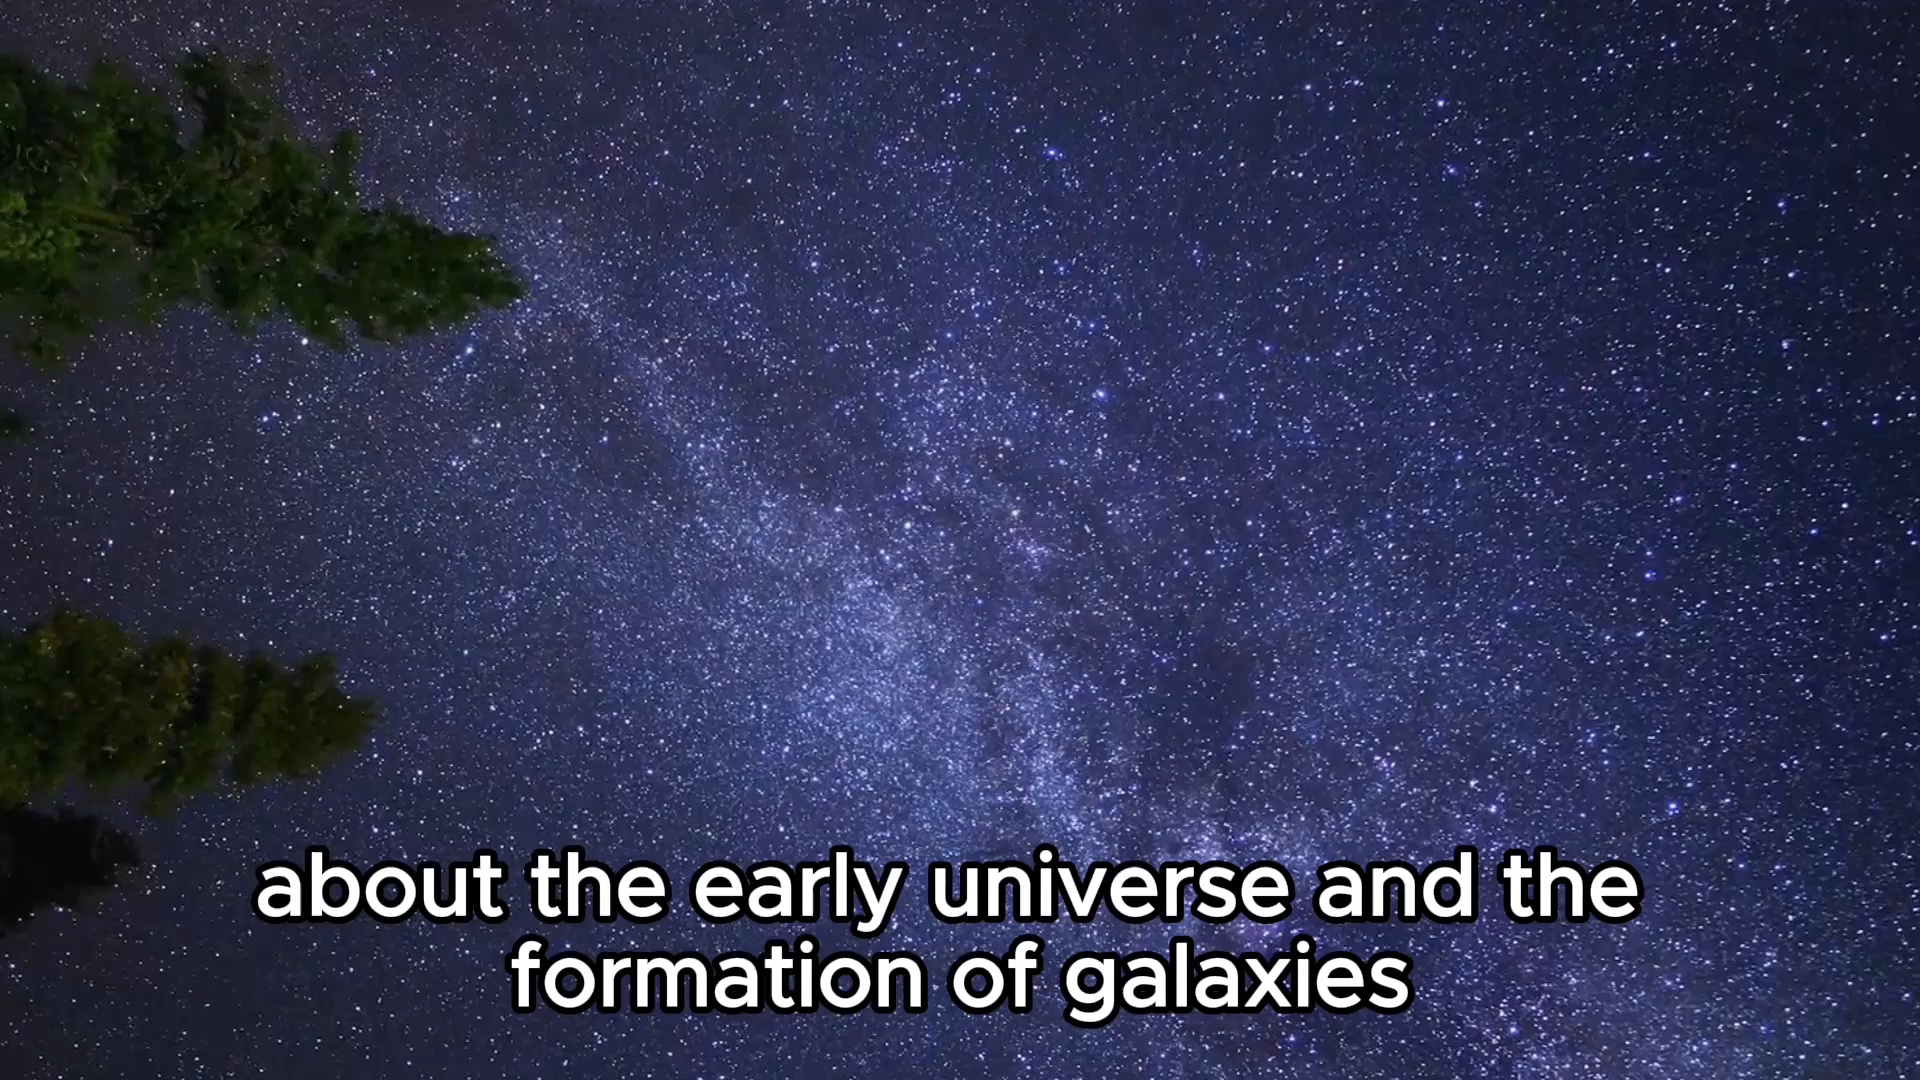 about the early universe and the
formation of galaxies